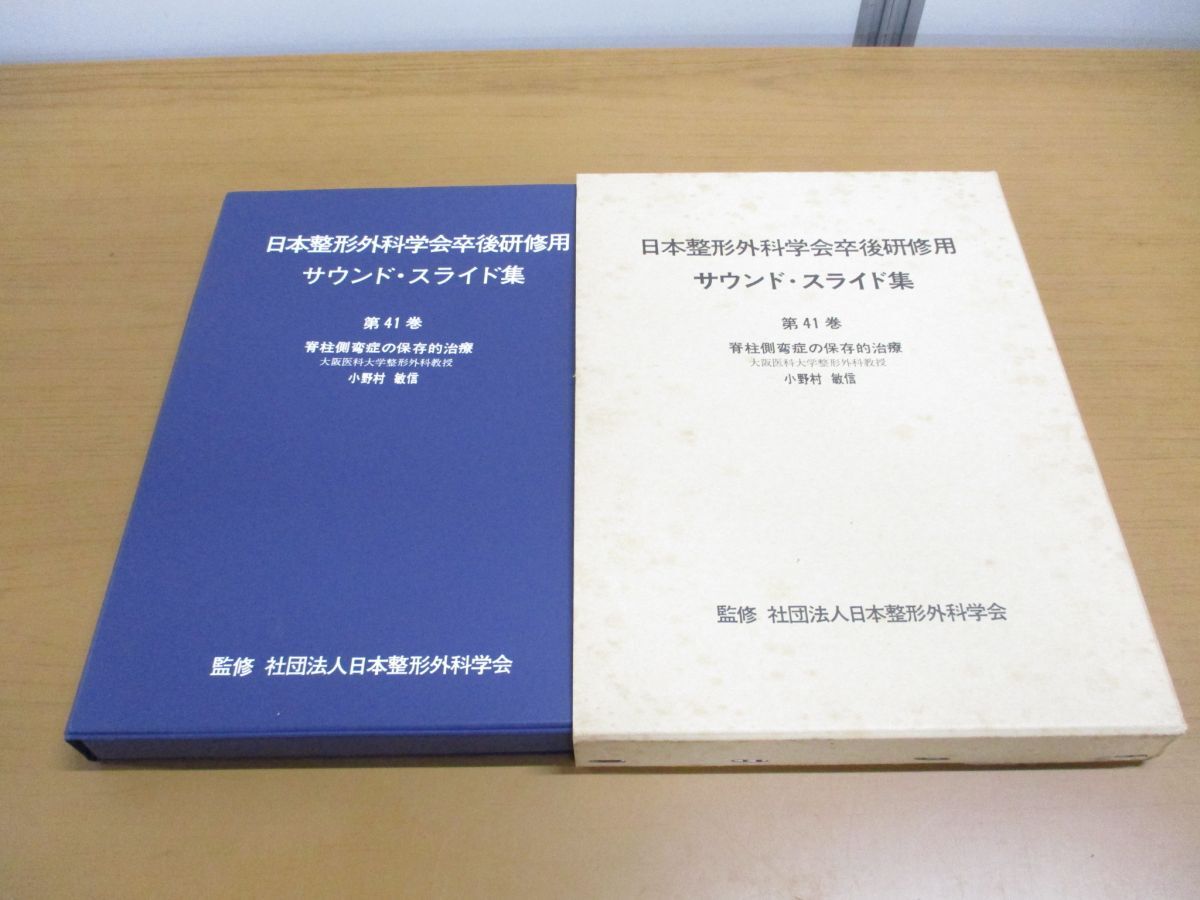 日本整形外科学会卒後研修用
サウンド・スライド集
第41巻
脊柱側弯症の保存的治療
大阪医科大学整形外科教授
小野村 敏信
監修 社団法人日本整形外科学会
日本整形外科学会卒後研修用
サウンド・スライド集
第41巻
脊柱側弯症の保存的治療
大阪医科大学整形外科教授
小野村 敏信
監修 社団法人日本整形外科学会